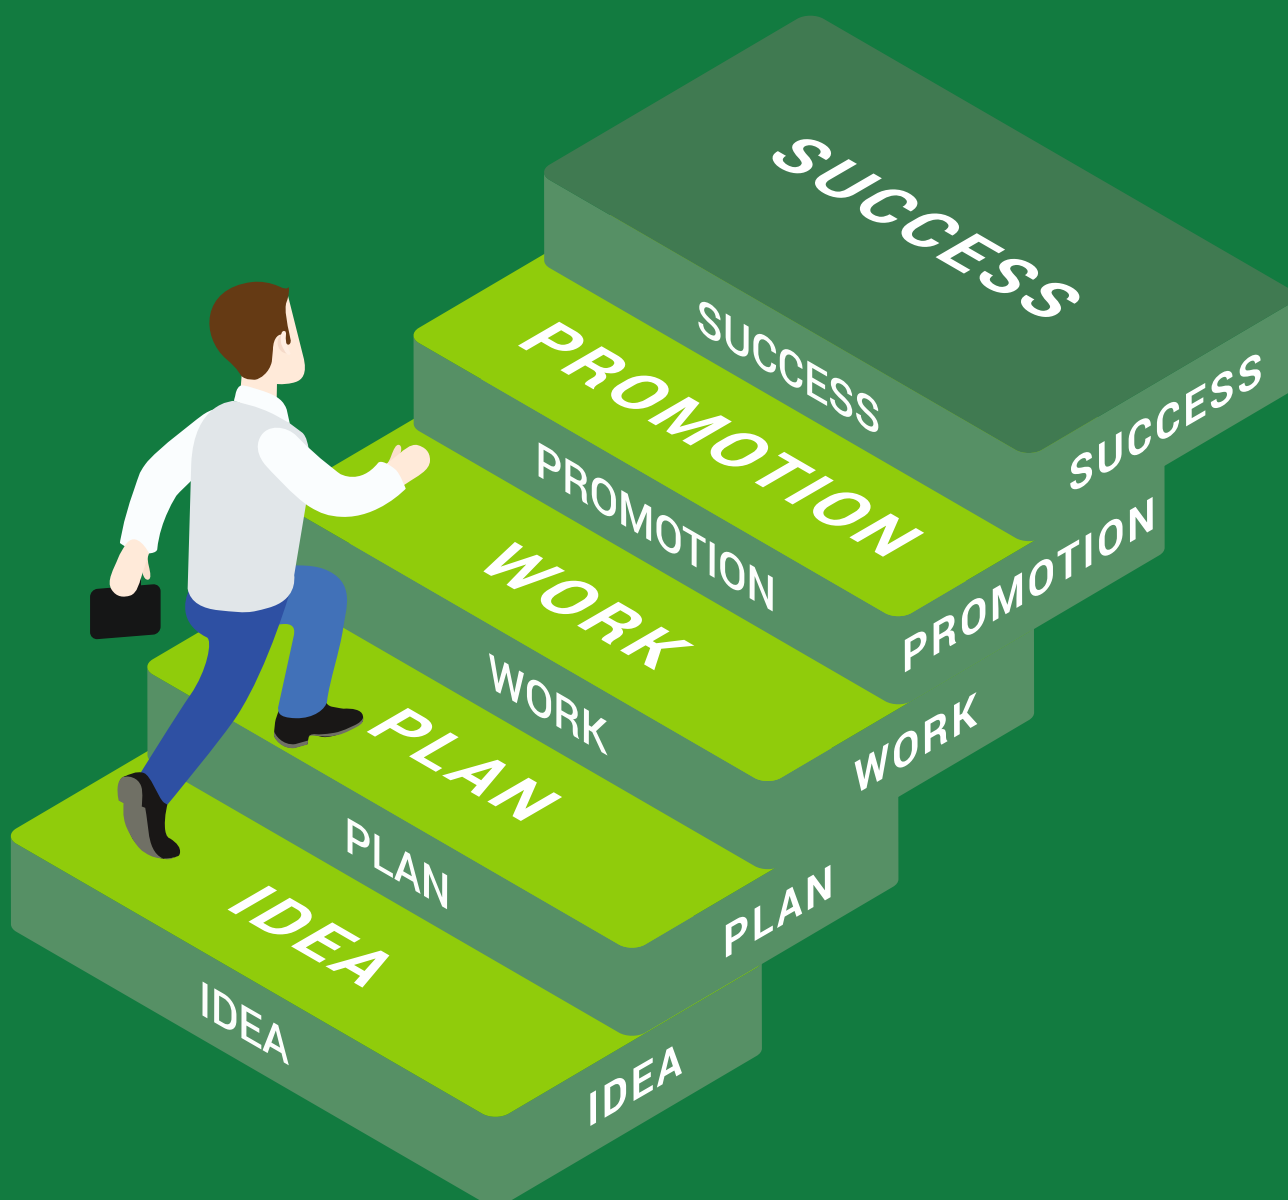 SUCCESS
SUCCESS
SUCCESS
PROMOTION
PROMOTION
PROMOTION
WORK
WORK
WORK
PLAN
PLAN
PLAN
IDEA
IDEA
IDEA